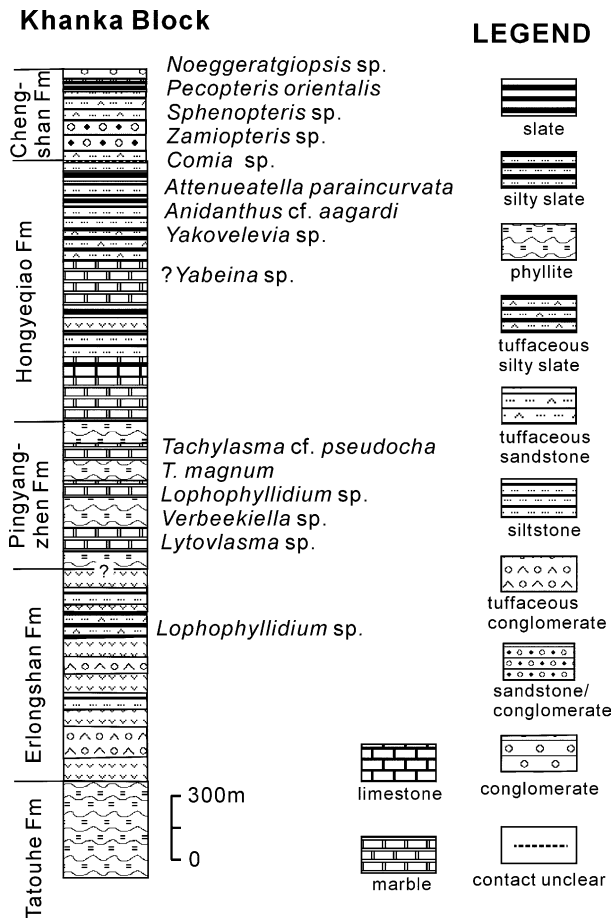 Khanka Block
LEGEND
Cheng-
shan Fm
Hongyeqiao Fm
Pingyang-
zhen Fm
Erlongshan Fm
Tatouhe Fm
Noeggeratgiopsis sp.
Pecopteris orientalis
Sphenopteris sp.
Zamiopteris sp.
Comia sp.
Attenueatella paraincurvata
Anidanthus cf. aagardi
Yakovelevia sp.
?Yabeina sp.
Tachylasma cf. pseudocha
T. magnum
Lophophyllidium sp.
Verbeekiella sp.
Lytovlasma sp.
?
Lophophyllidium sp.
300m
0
slate
silty slate
phyllite
tuffaceous
silty slate
tuffaceous
sandstone
siltstone
tuffaceous
conglomerate
sandstone/
conglomerate
limestone
conglomerate
marble
contact unclear